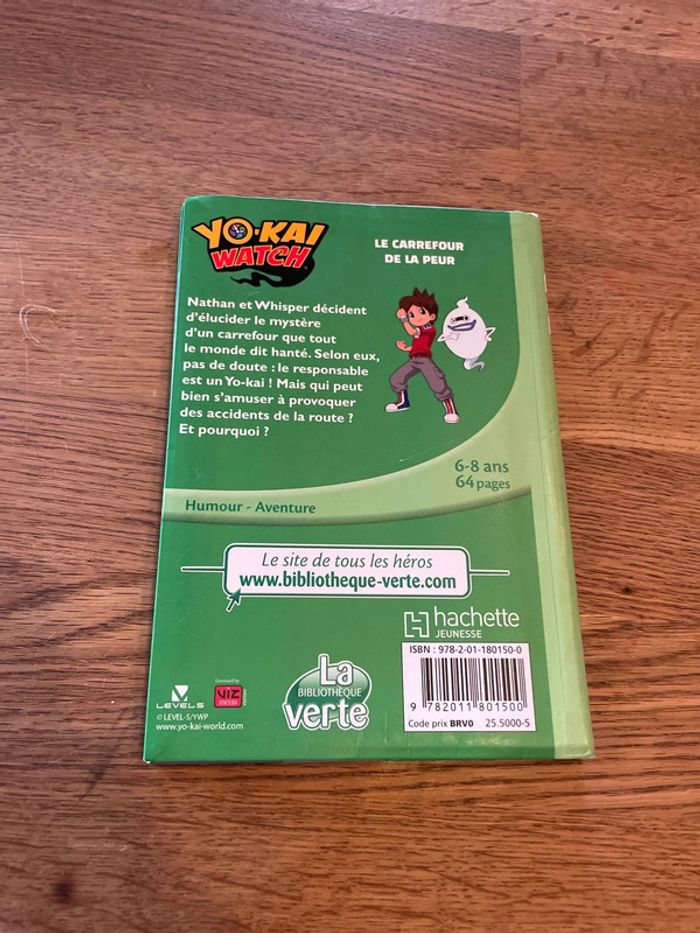 YO-KAI
WATCH
LE CARREFOUR
DE LA PEUR
Nathan et Whisper décident
d'élucider le mystère
d'un carrefour que tout
le monde dit hanté. Selon eux,
pas de doute : le responsable
est un Yo-kai ! Mais qui peut
bien s'amuser à provoquer
des accidents de la route ?
Et pourquoi ?
6-8 ans
64 pages
Humour - Aventure
Le site de tous les héros
www.bibliotheque-verte.com
hachette
JEUNESSE
ISBN : 978-2-01-180150-0
9 782011 801500
Code prix BRV0 25.5000-5
La
BIBLIOTHÈQUE
verte
LEVEL5
Licensed by
VIZ
© LEVEL-5/YWP
www.yo-kai-world.com